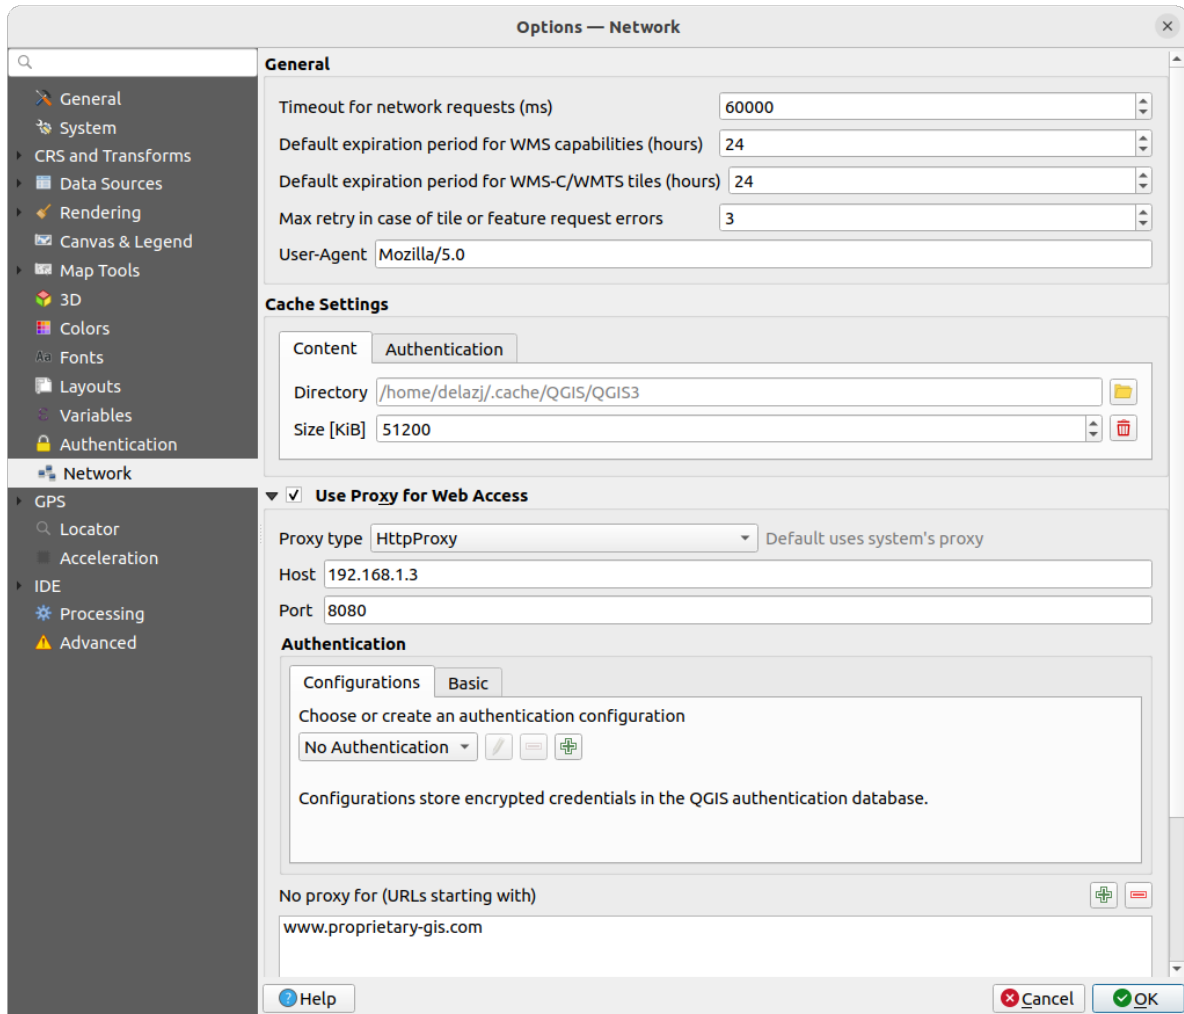 Options — Network
General
System
CRS and Transforms
Data Sources
Rendering
Canvas & Legend
Map Tools
3D
Colors
Aa Fonts
Layouts
Variables
Authentication
Network
GPS
Locator
Acceleration
IDE
Processing
Advanced
General
Timeout for network requests (ms) 60000
Default expiration period for WMS capabilities (hours) 24
Default expiration period for WMS-C/WMTS tiles (hours) 24
Max retry in case of tile or feature request errors 3
User-Agent Mozilla/5.0
Cache Settings
Content Authentication
Directory /home/delazj/.cache/QGIS/QGIS3
Size [KiB] 51200
Use Proxy for Web Access
Proxy type HttpProxy Default uses system's proxy
Host 192.168.1.3
Port 8080
Authentication
Configurations Basic
Choose or create an authentication configuration
No Authentication
Configurations store encrypted credentials in the QGIS authentication database.
No proxy for (URLs starting with)
www.proprietary-gis.com
Help Cancel OK